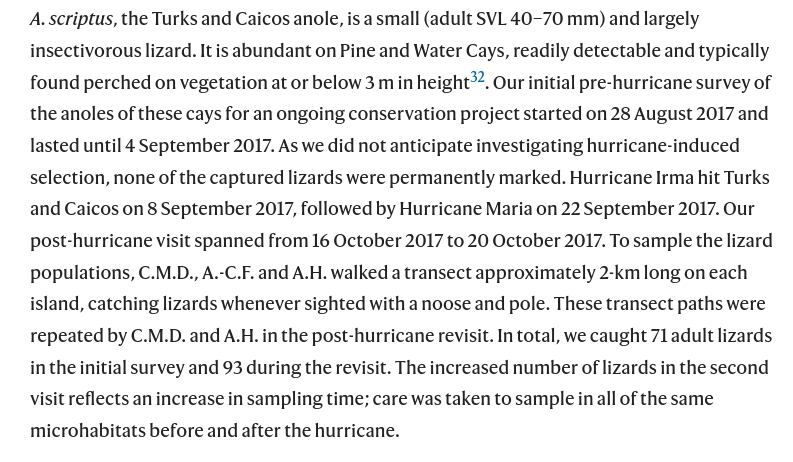 A. scriptus, the Turks and Caicos anole, is a small (adult SVL 40–70 mm) and largely
insectivorous lizard. It is abundant on Pine and Water Cays, readily detectable and typically
found perched on vegetation at or below 3 m in height32. Our initial pre-hurricane survey of
the anoles of these cays for an ongoing conservation project started on 28 August 2017 and
lasted until 4 September 2017. As we did not anticipate investigating hurricane-induced
selection, none of the captured lizards were permanently marked. Hurricane Irma hit Turks
and Caicos on 8 September 2017, followed by Hurricane Maria on 22 September 2017. Our
post-hurricane visit spanned from 16 October 2017 to 20 October 2017. To sample the lizard
populations, C.M.D., A.-C.F. and A.H. walked a transect approximately 2-km long on each
island, catching lizards whenever sighted with a noose and pole. These transect paths were
repeated by C.M.D. and A.H. in the post-hurricane revisit. In total, we caught 71 adult lizards
in the initial survey and 93 during the revisit. The increased number of lizards in the second
visit reflects an increase in sampling time; care was taken to sample in all of the same
microhabitats before and after the hurricane.